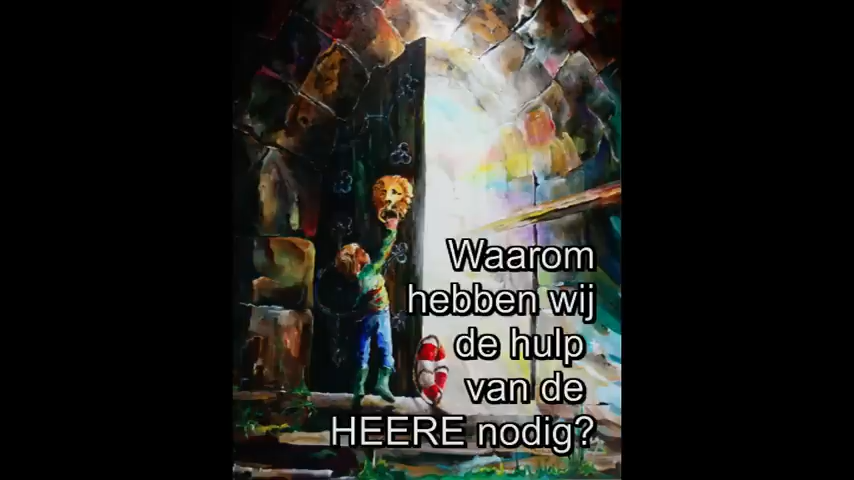 Waarom
hebben wij
de hulp
van de
HEERE nodig?